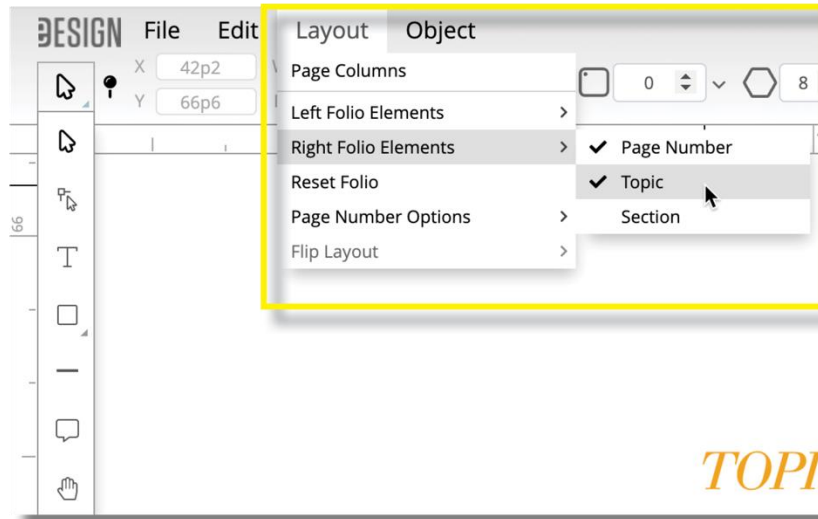 eDESIGN File Edit Layout Object
X 42p2
Y 66p6
0
8
Page Columns
Left Folio Elements
Right Folio Elements
Reset Folio
Page Number Options
Flip Layout
Page Number
Topic
Section
66
T
TOPI